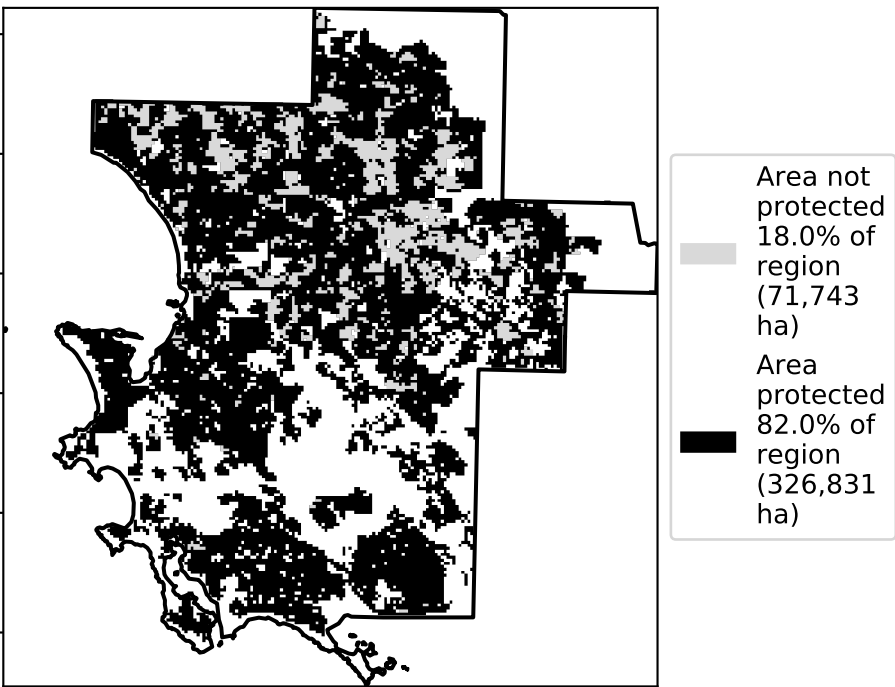 Area not
protected
18.0% of
region
(71,743
ha)
Area
protected
82.0% of
region
(326,831
ha)